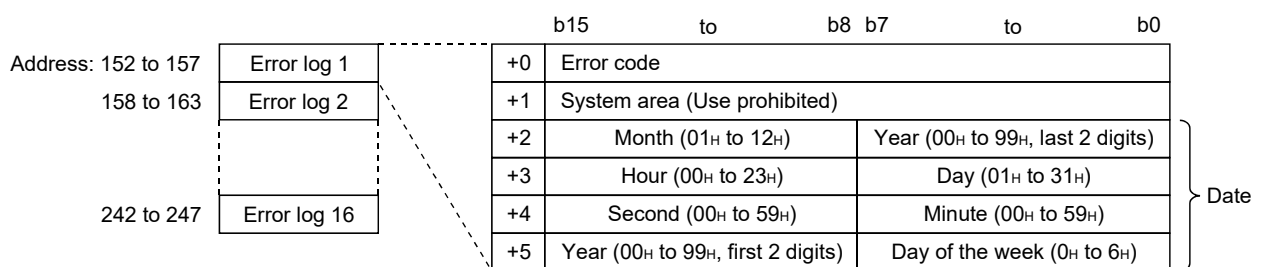 b15 to b8 b7 to b0
Address: 152 to 157 Error log 1 +0 Error code
158 to 163 Error log 2 +1 System area (Use prohibited)
+2 Month (01H to 12H) Year (00H to 99H, last 2 digits)
+3 Hour (00H to 23H) Day (01H to 31H)
242 to 247 Error log 16 +4 Second (00H to 59H) Minute (00H to 59H)
+5 Year (00H to 99H, first 2 digits) Day of the week (0H to 6H)
Date